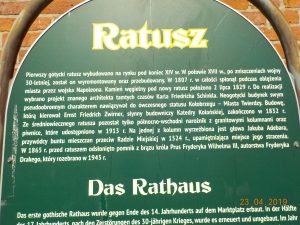 Ratusz
Pierwszy gotycki ratusz wybudowano na rynku pod koniec XIV w. W połowie XVII w, po zniszczeniach wojny
30-letniej, został on wyremontowany oraz przebudowany. W 1807 r. w całości spłonął podczas oblężenia
miasta przez wojska Napoleona. Kamień węgielny pod nowy ratusz położono 2 lipca 1829 r. Do realizacji
wybrano projekt znanego architekta tamtych czasów Karla Friedricha Schinkla. Neogotycki budynek swym
pseudoobronnym charakterem nawiązywał do ówczesnego statusu Kołobrzegu – Miasta Twierdzy. Budowę,
którą kierował Ernst Friedrich Zwirner, słynny budowniczy Katedry Kolońskiej, zakończono w 1832 r.
Ze średniowiecznego ratusza pozostał tylko północno-wschodni narożnik z granitowymi kolumnami oraz
piwnice, które udostępniono w 1913 r. Na jednej z kolumn wyrzeźbiona jest głowa Jakuba Adebara,
przywódcy buntu mieszczan przeciw Radzie Miejskiej w 1524 r., upamiętniająca miejsce jego stracenia.
W 1865 r. przed ratuszem odsłonięto pomnik z brązu króla Prus Fryderyka Wilhelma III, autorstwa Fryderyka
Drakego, który rozebrano w 1945 r.
Das Rathaus
Das erste gothische Rathaus wurde gegen Ende des 14. Jahrhunderts auf dem Marktplatz erbaut. In der Hälfte
des 17. Jahrhunderts, nach den Zerstörungen des 30-jährigen Krieges, wurde es erneuert und umgebaut. Im Jahr
23 04 2019